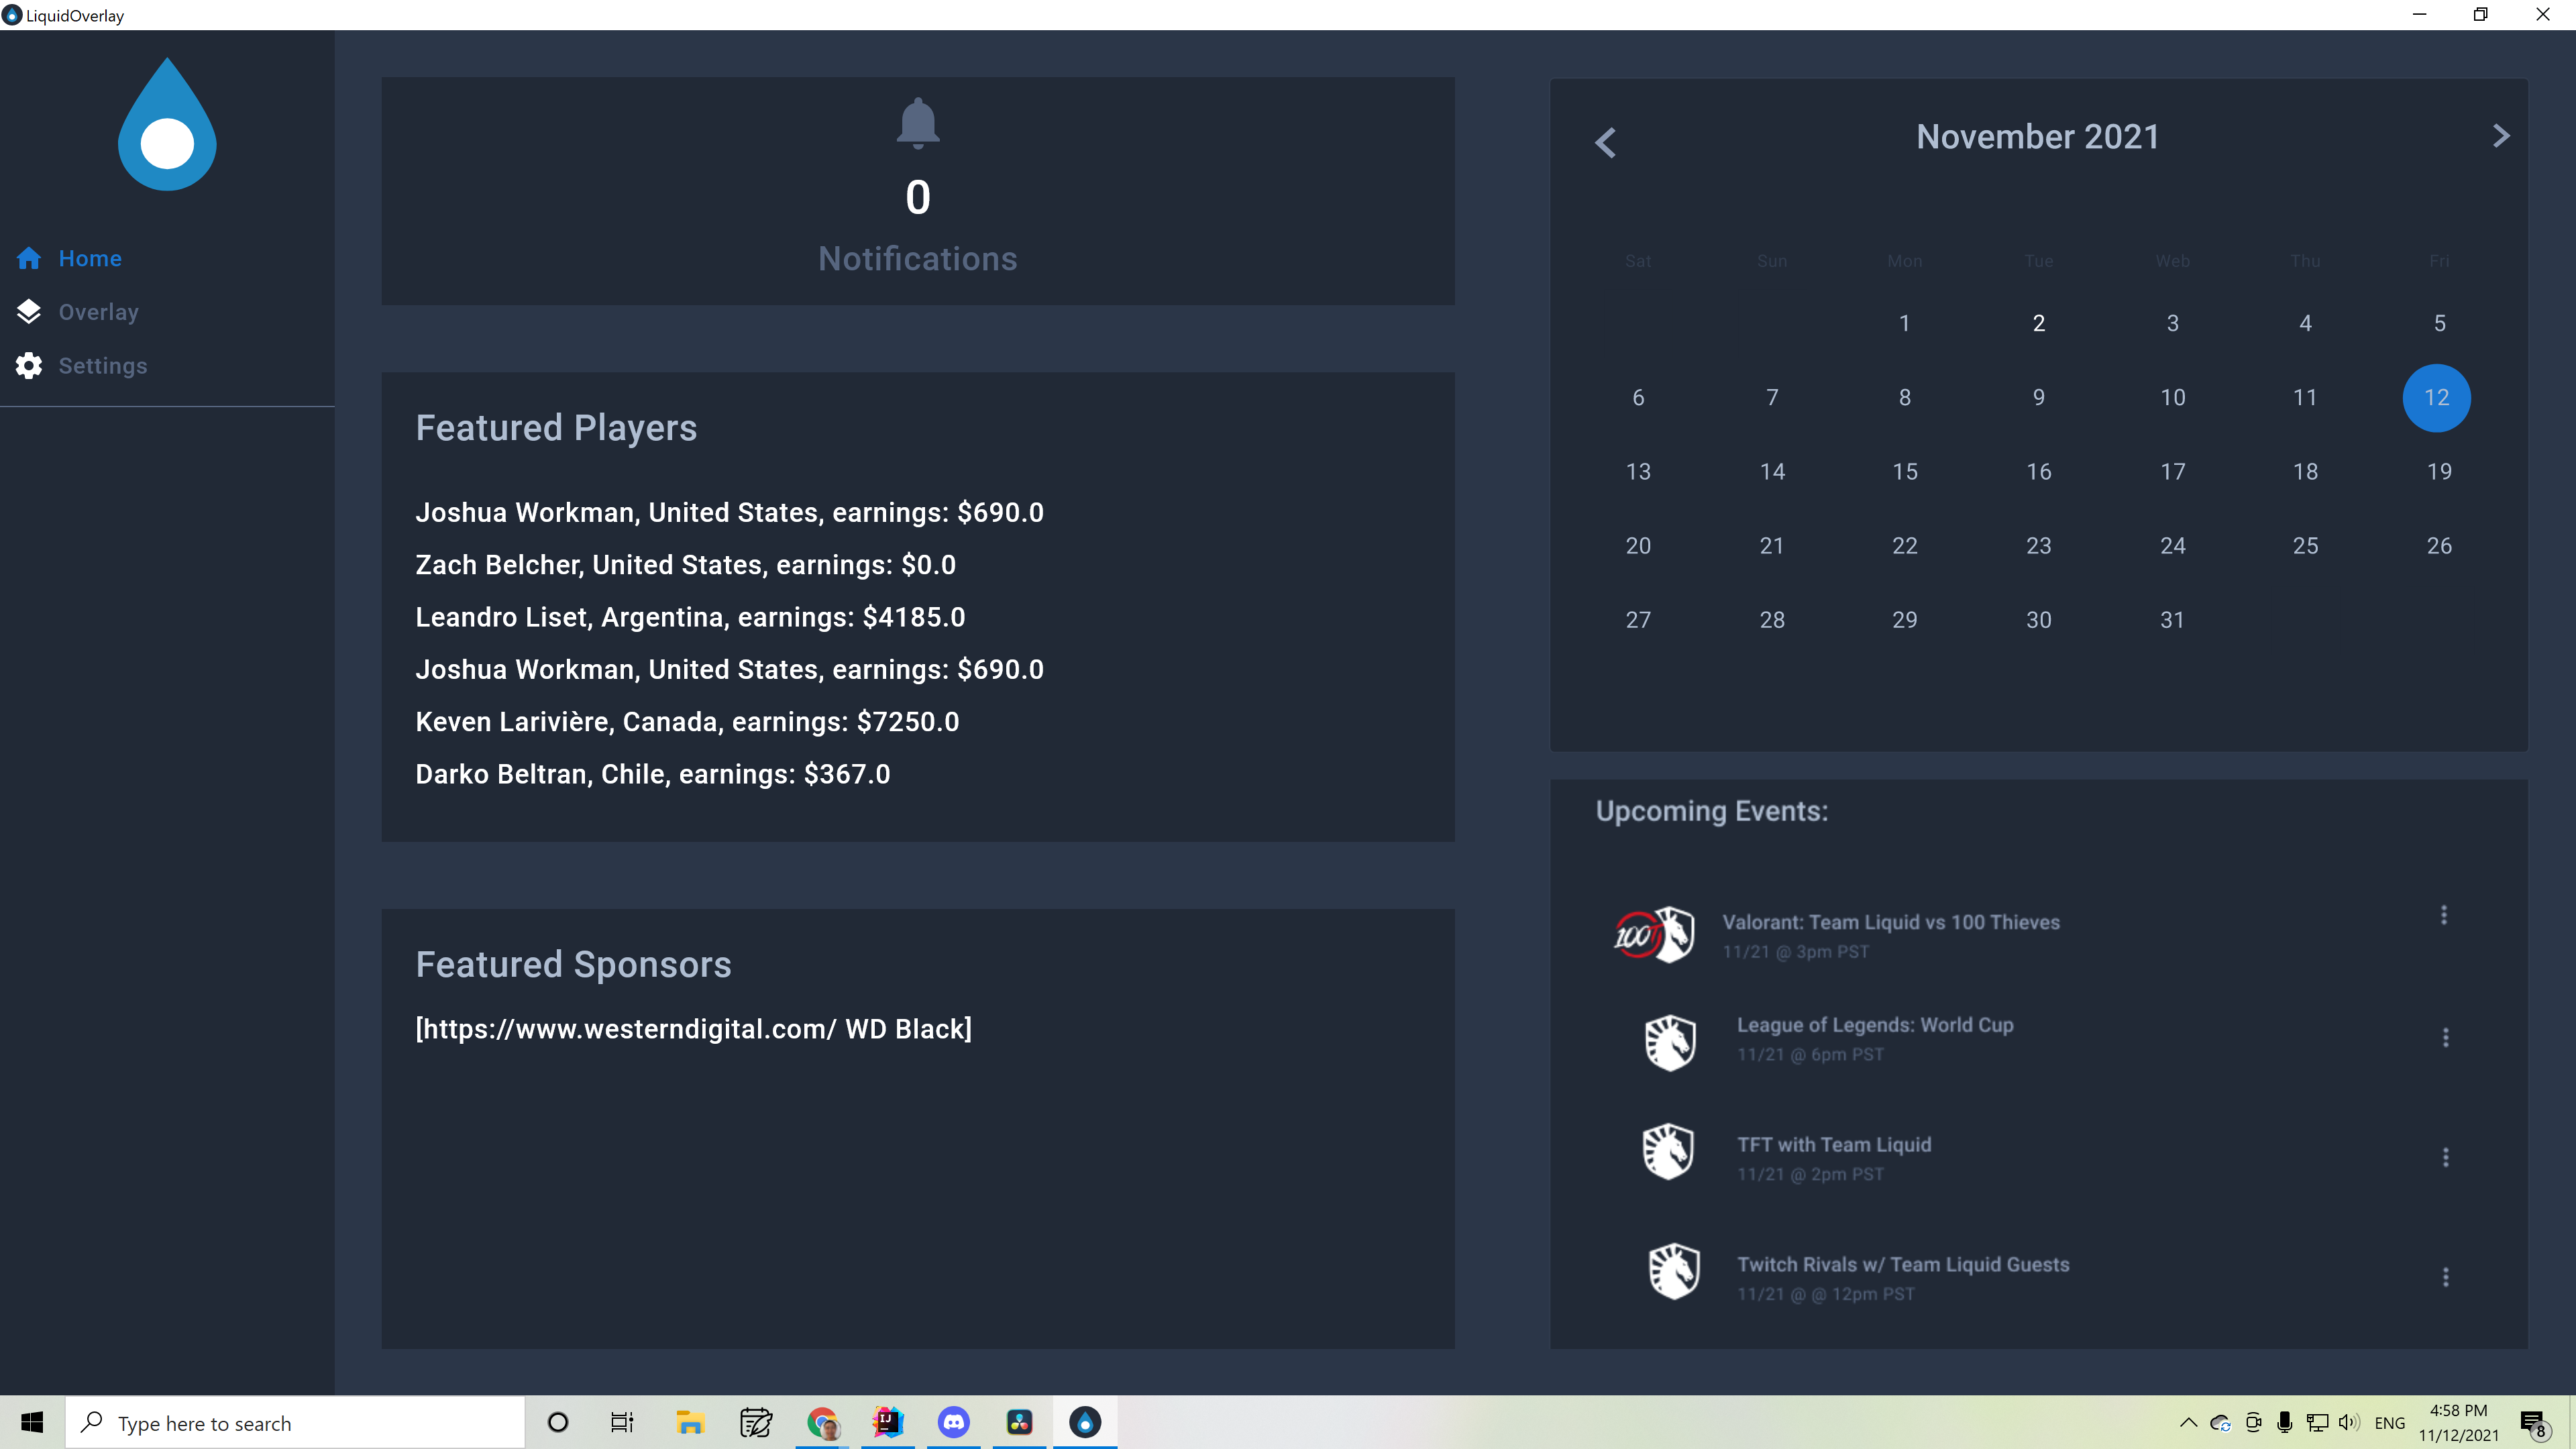 LiquidOverlay
Home
Overlay
Settings
0
Notifications
Featured Players
Joshua Workman, United States, earnings: $690.0
Zach Belcher, United States, earnings: $0.0
Leandro Liset, Argentina, earnings: $4185.0
Joshua Workman, United States, earnings: $690.0
Keven Larivière, Canada, earnings: $7250.0
Darko Beltran, Chile, earnings: $367.0
Featured Sponsors
[https://www.westerndigital.com/ WD Black]
November 2021
Sat Sun Mon Tue Web Thu Fri
1 2 3 4 5
6 7 8 9 10 11 12
13 14 15 16 17 18 19
20 21 22 23 24 25 26
27 28 29 30 31
Upcoming Events:
100T
Valorant: Team Liquid vs 100 Thieves
11/21 @ 3pm PST
League of Legends: World Cup
11/21 @ 6pm PST
TFT with Team Liquid
11/21 @ 2pm PST
Twitch Rivals w/ Team Liquid Guests
11/21 @ @ 12pm PST
Type here to search
IJ
ENG
4:58 PM
11/12/2021
8